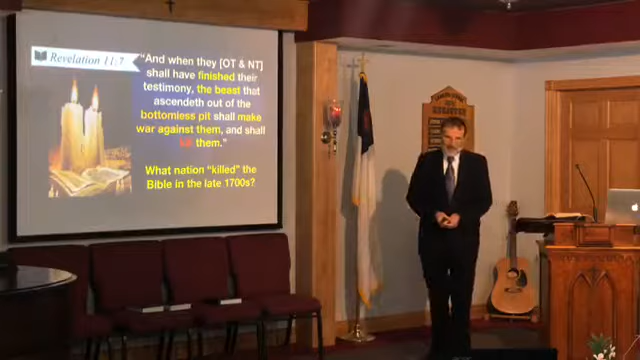 Revelation 11:7
"And when they [OT & NT]
shall have finished their
testimony, the beast that
ascendeth out of the
bottomless pit shall make
war against them, and shall
kill them."
What nation "killed" the
Bible in the late 1700s?
REGISTER